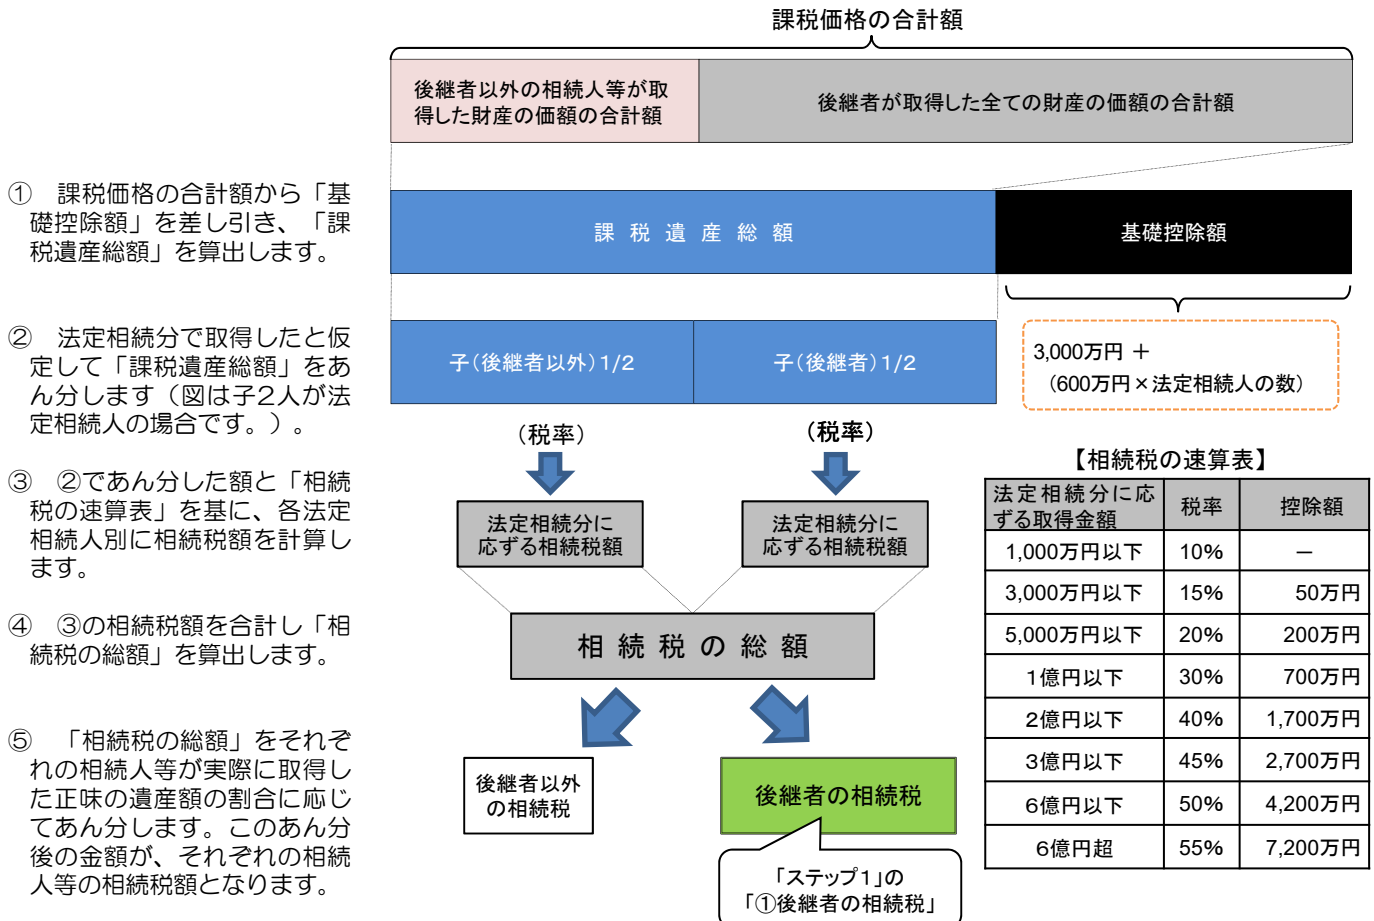 課税価格の合計額
後継者以外の相続人等が取
得した財産の価額の合計額
後継者が取得した全ての財産の価額の合計額
① 課税価格の合計額から「基
礎控除額」を差し引き、「課
税遺産総額」を算出します。
課税遺産総額
基礎控除額
② 法定相続分で取得したと仮
定して「課税遺産総額」をあ
ん分します（図は子2人が法
定相続人の場合です。）。
子（後継者以外）1/2
子（後継者）1/2
3,000万円 ＋
（600万円×法定相続人の数）
（税率）
（税率）
③ ②であん分した額と「相続
税の速算表」を基に、各法定
相続人別に相続税額を計算し
ます。
法定相続分に
応ずる相続税額
法定相続分に
応ずる相続税額
④ ③の相続税額を合計し「相
続税の総額」を算出します。
相続税の総額
⑤ 「相続税の総額」をそれぞ
れの相続人等が実際に取得し
た正味の遺産額の割合に応じ
てあん分します。このあん分
後の金額が、それぞれの相続
人等の相続税額となります。
後継者以外
の相続税
後継者の相続税
「ステップ1」の
「①後継者の相続税」
【相続税の速算表】
法定相続分に応
ずる取得金額 税率 控除額
1,000万円以下 10% －
3,000万円以下 15% 50万円
5,000万円以下 20% 200万円
1億円以下 30% 700万円
2億円以下 40% 1,700万円
3億円以下 45% 2,700万円
6億円以下 50% 4,200万円
6億円超 55% 7,200万円